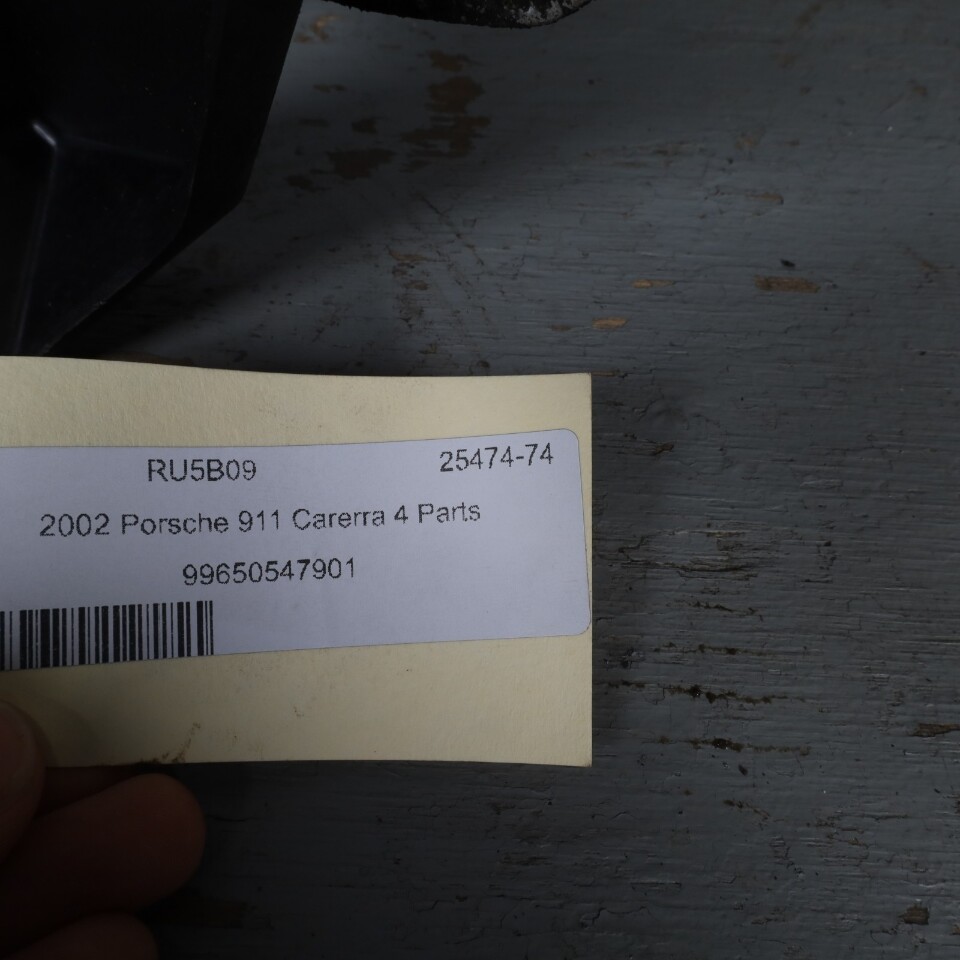 RU5B09 25474-74
2002 Porsche 911 Carerra 4 Parts
99650547901